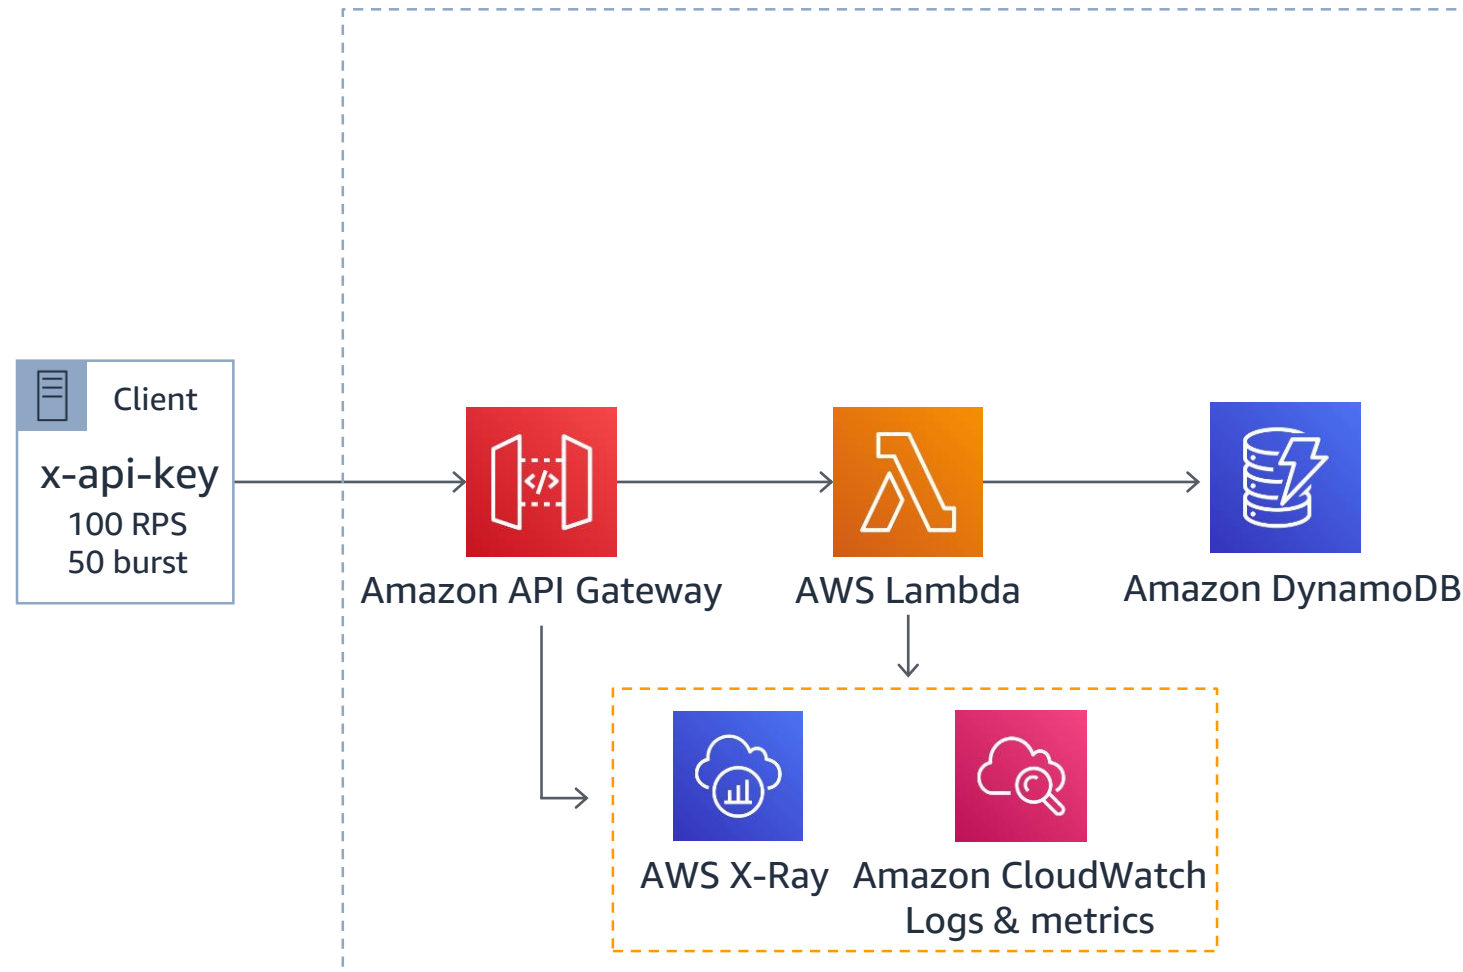 Client
x-api-key
100 RPS
50 burst
</>
Amazon API Gateway
AWS Lambda
Amazon DynamoDB
AWS X-Ray
Amazon CloudWatch
Logs & metrics